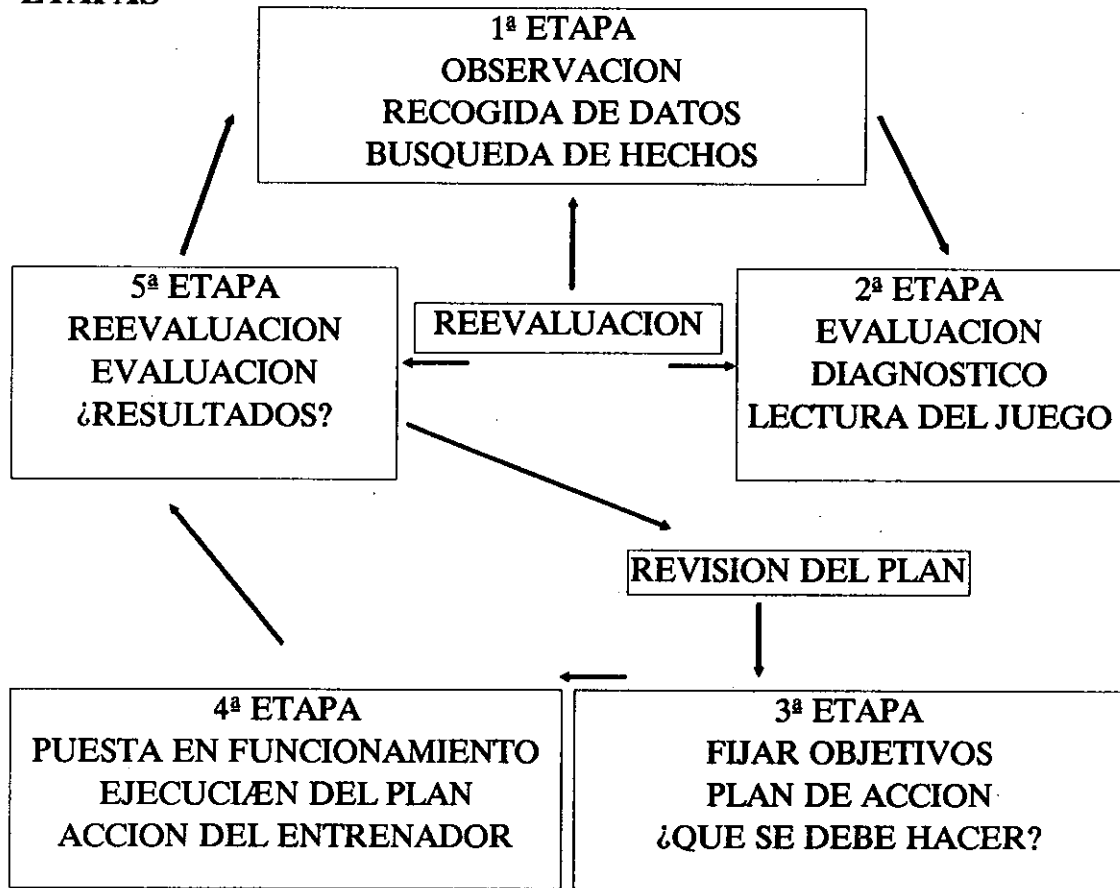 ETAPAS
1ª ETAPA
OBSERVACION
RECOGIDA DE DATOS
BUSQUEDA DE HECHOS
5ª ETAPA
REEVALUACION
EVALUACION
¿RESULTADOS?
REEVALUACION
2ª ETAPA
EVALUACION
DIAGNOSTICO
LECTURA DEL JUEGO
REVISION DEL PLAN
4ª ETAPA
PUESTA EN FUNCIONAMIENTO
EJECUCIÆN DEL PLAN
ACCION DEL ENTRENADOR
3ª ETAPA
FIJAR OBJETIVOS
PLAN DE ACCION
¿QUE SE DEBE HACER?